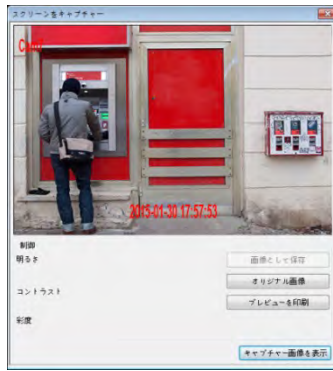 スクリーンをキャプチャー
2015-01-30 17:57:53
制御
明るさ
画像として保存
オリジナル画像
コントラスト
プレビューを印刷
彩度
キャプチャー画像を表示